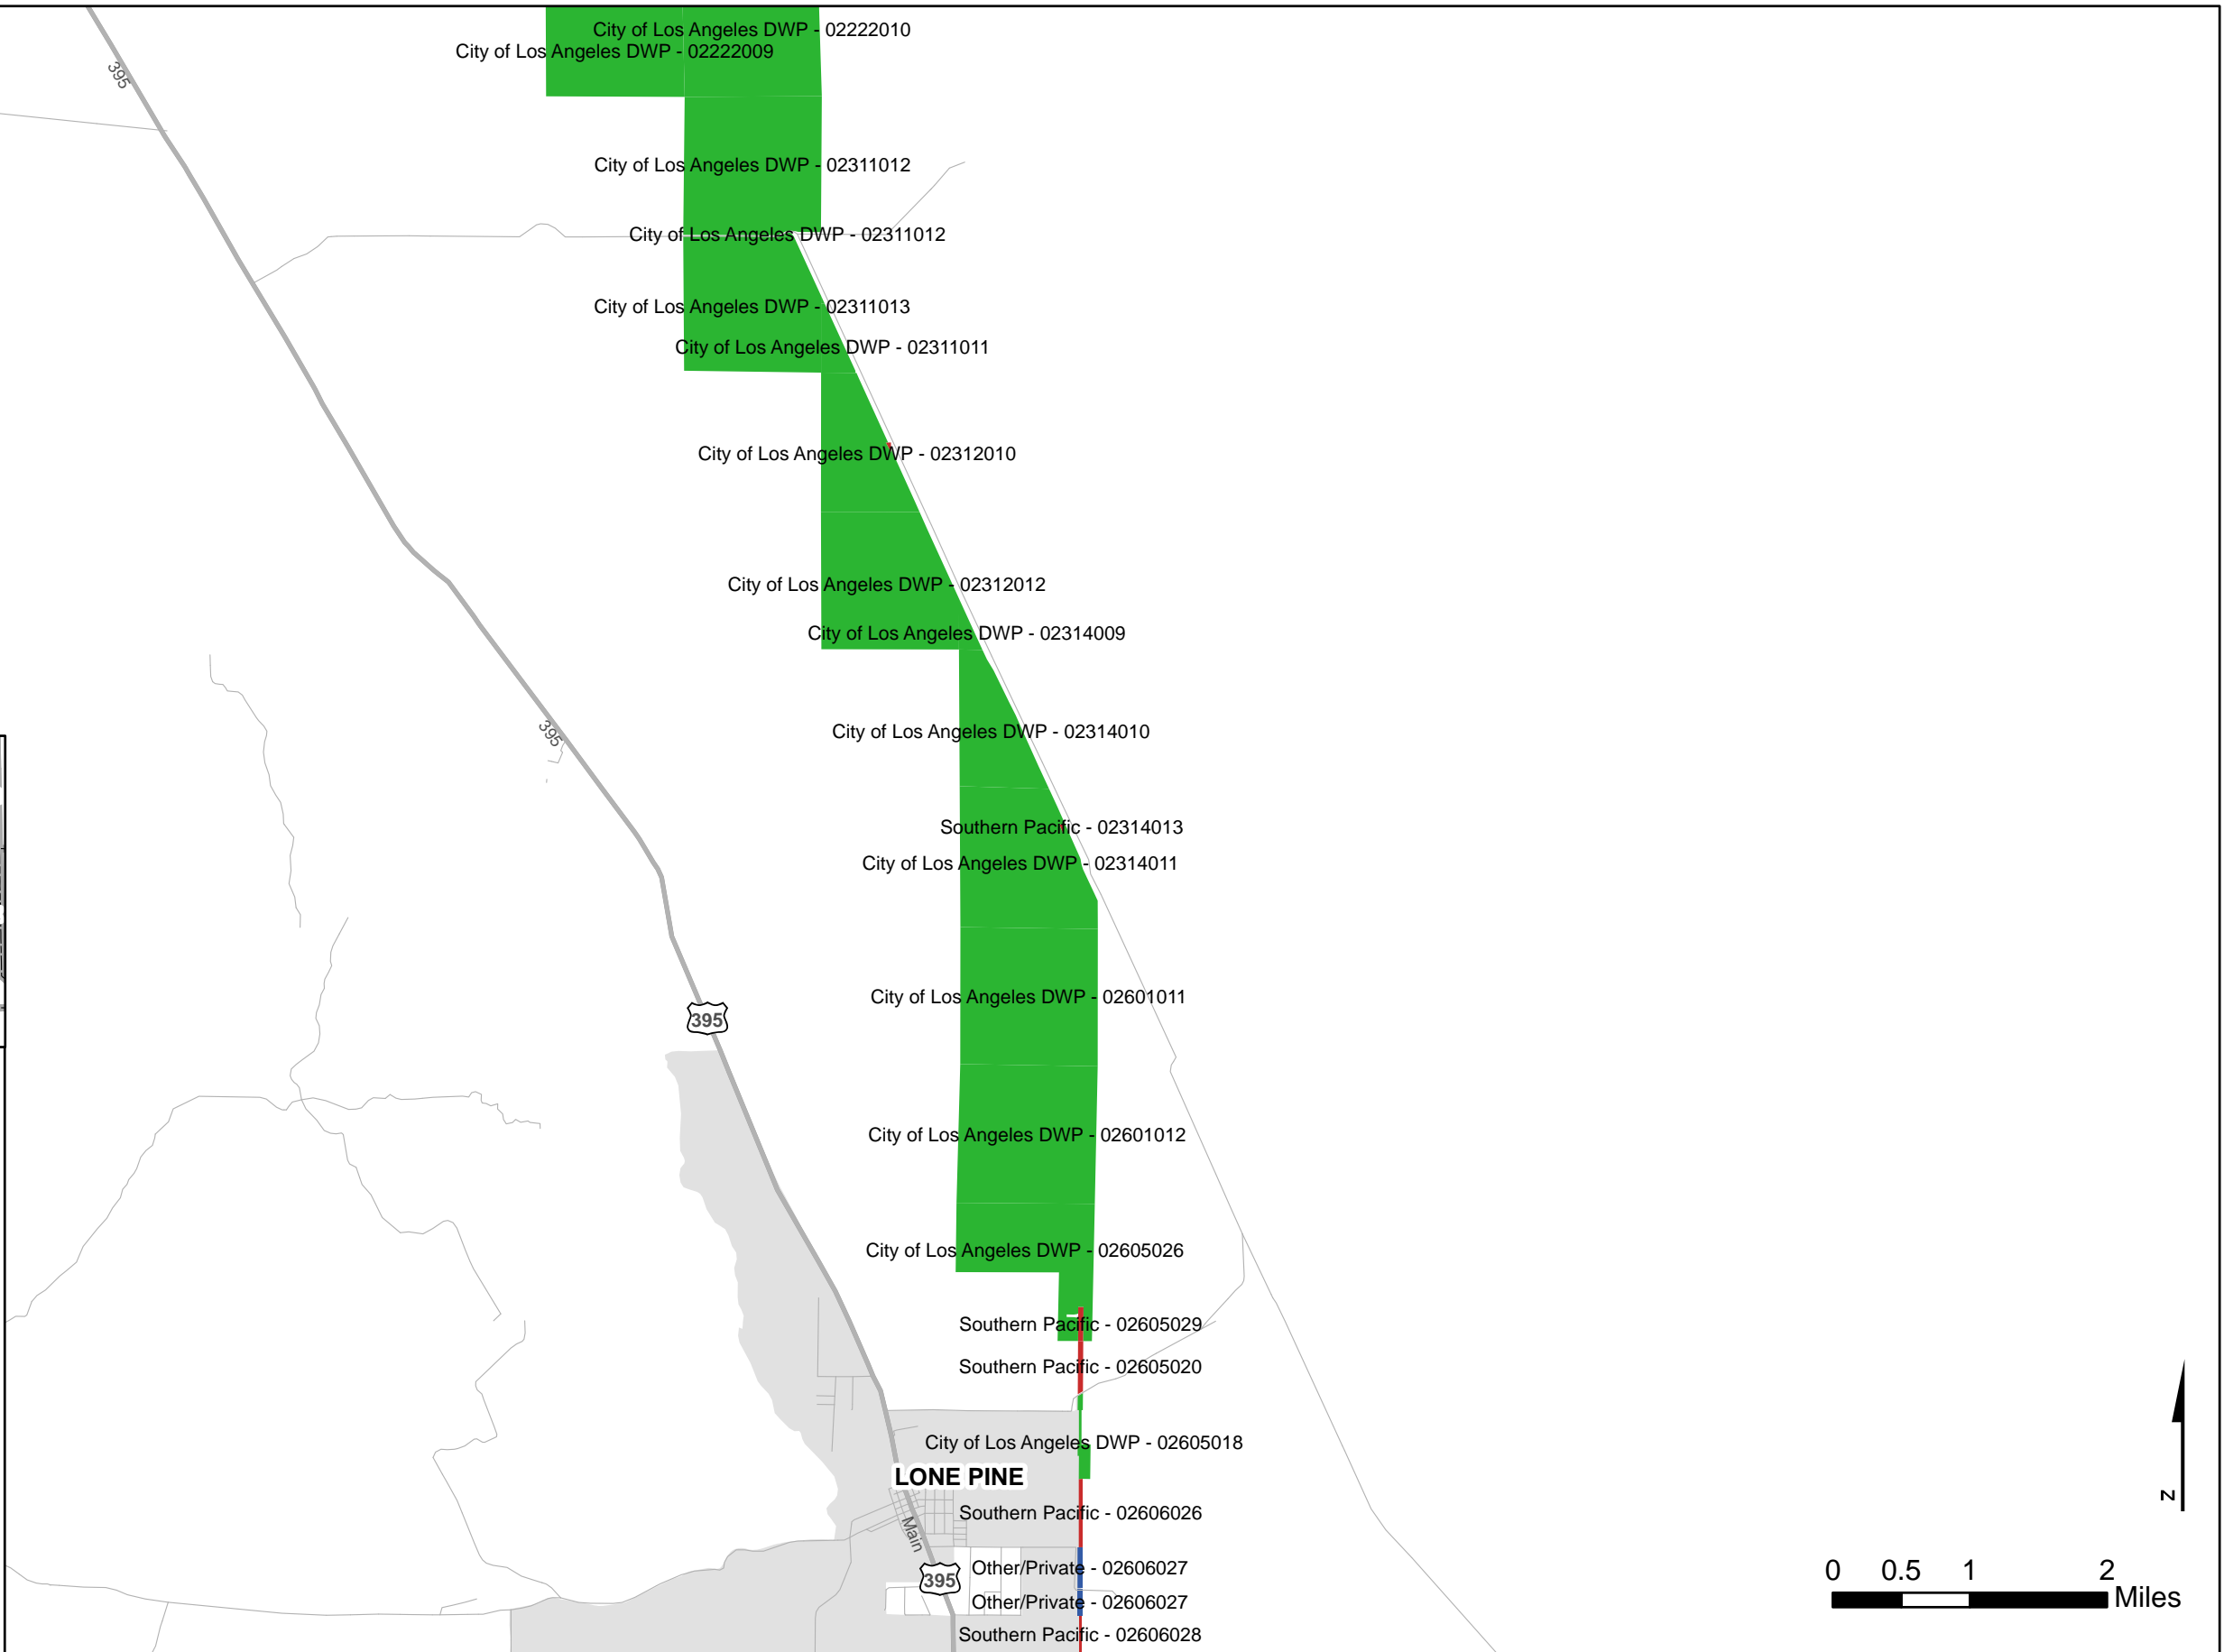 City of Los Angeles DWP - 02222010
City of Los Angeles DWP - 02222009
395
City of Los Angeles DWP - 02311012
City of Los Angeles DWP - 02311012
City of Los Angeles DWP - 02311013
City of Los Angeles DWP - 02311011
City of Los Angeles DWP - 02312010
City of Los Angeles DWP - 02312012
City of Los Angeles DWP - 02314009
395
City of Los Angeles DWP - 02314010
Southern Pacific - 02314013
City of Los Angeles DWP - 02314011
City of Los Angeles DWP - 02601011
395
City of Los Angeles DWP - 02601012
City of Los Angeles DWP - 02605026
Southern Pacific - 02605029
Southern Pacific - 02605020
City of Los Angeles DWP - 02605018
LONE PINE
N
Southern Pacific - 02606026
Main
Other/Private - 02606027
395
0 0.5 1 2
Miles
Other/Private - 02606027
Southern Pacific - 02606028